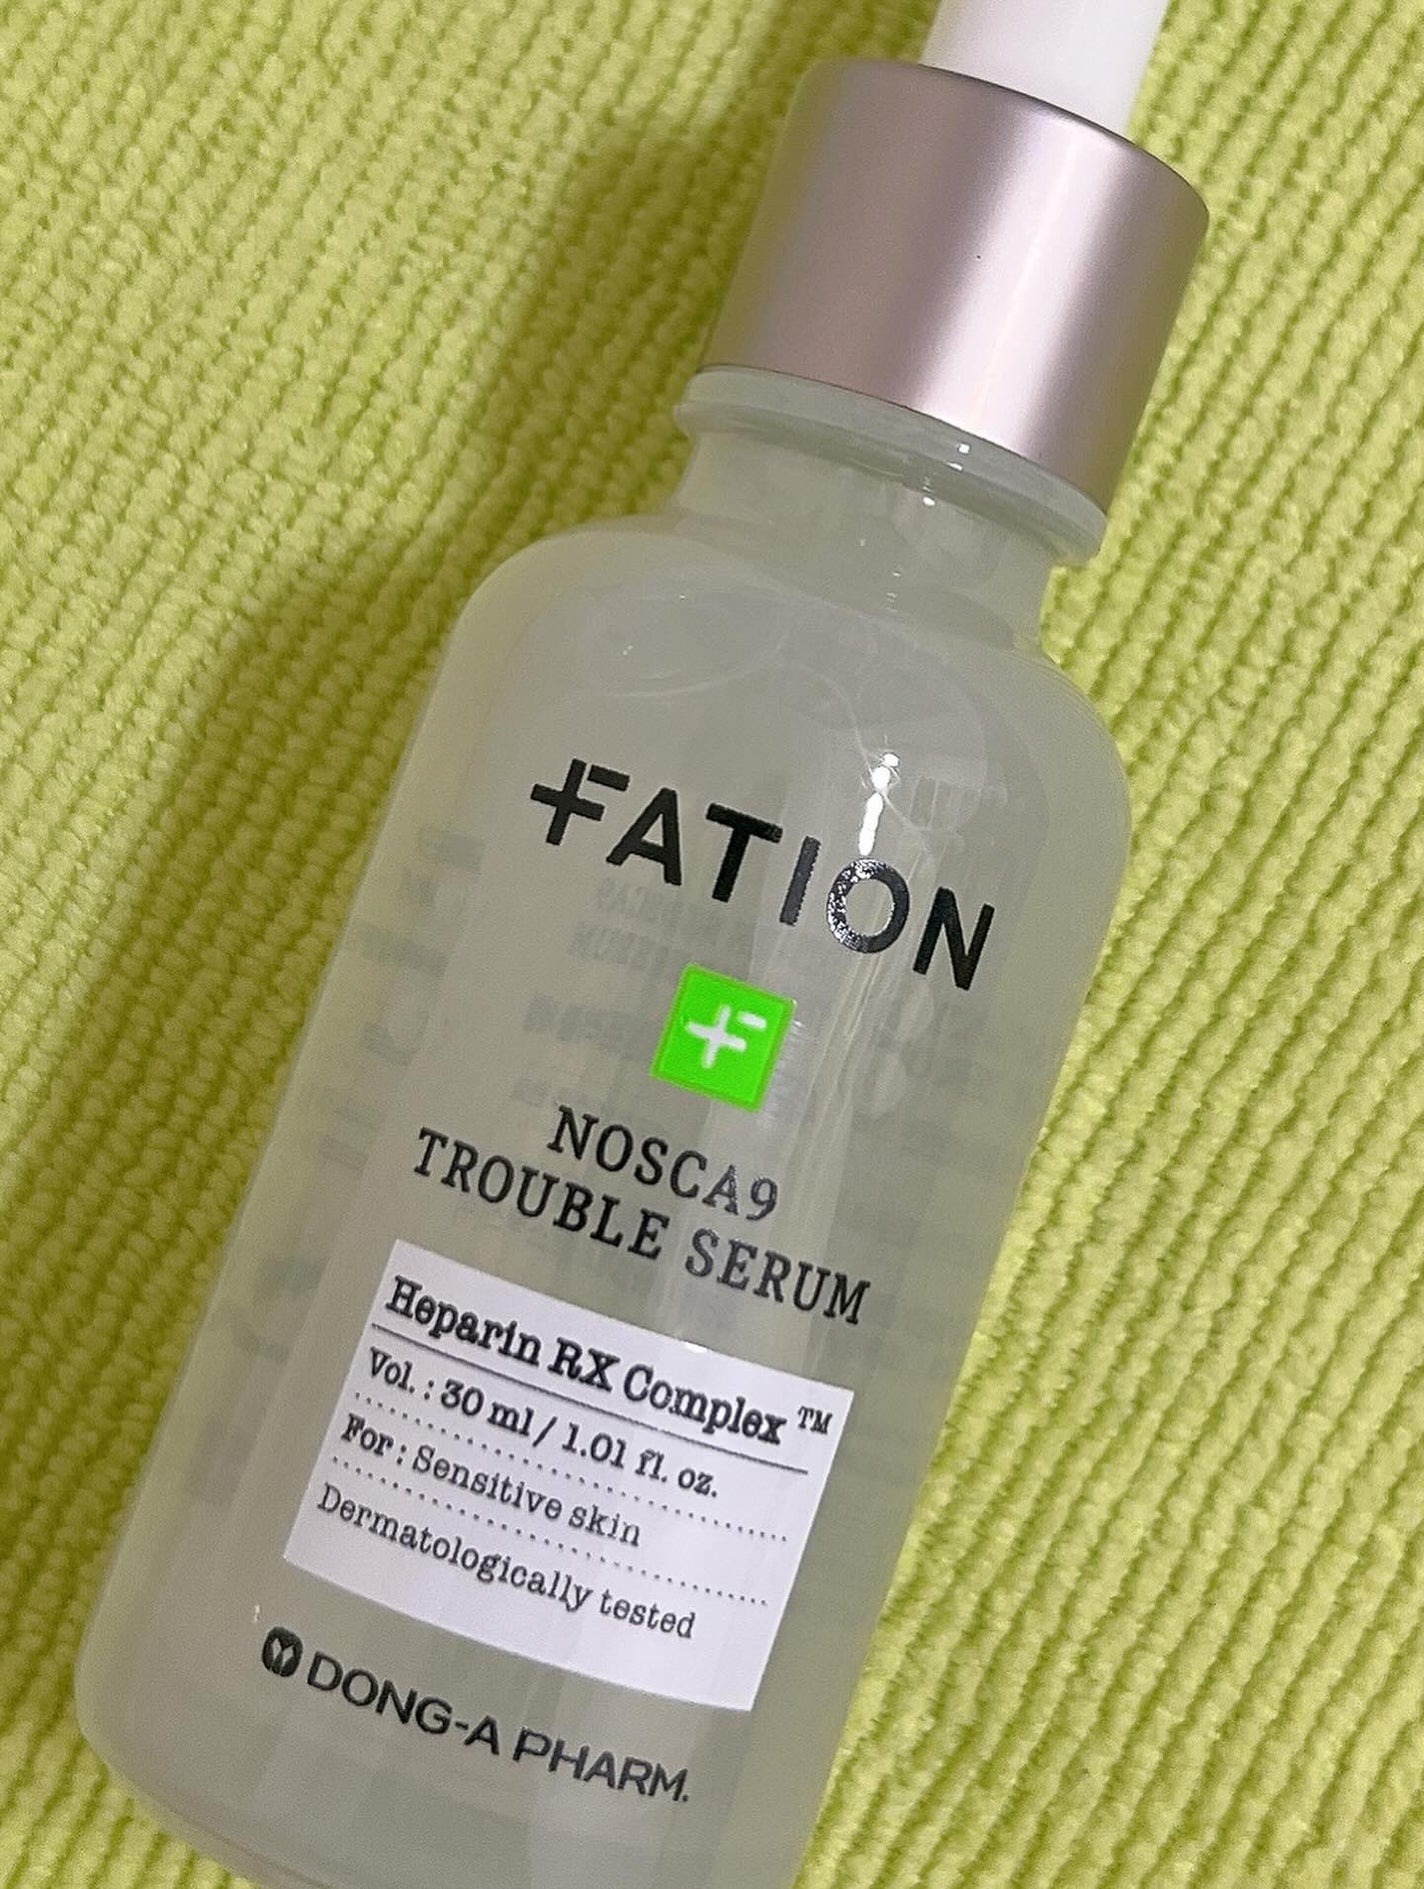 FATION
NOSCA9
TROUBLE SERUM
Heparin RX Complex ™
Vol. : 30 ml / 1.01 fl. oz.
For : Sensitive skin
Dermatologically tested
DONG-A PHARM.